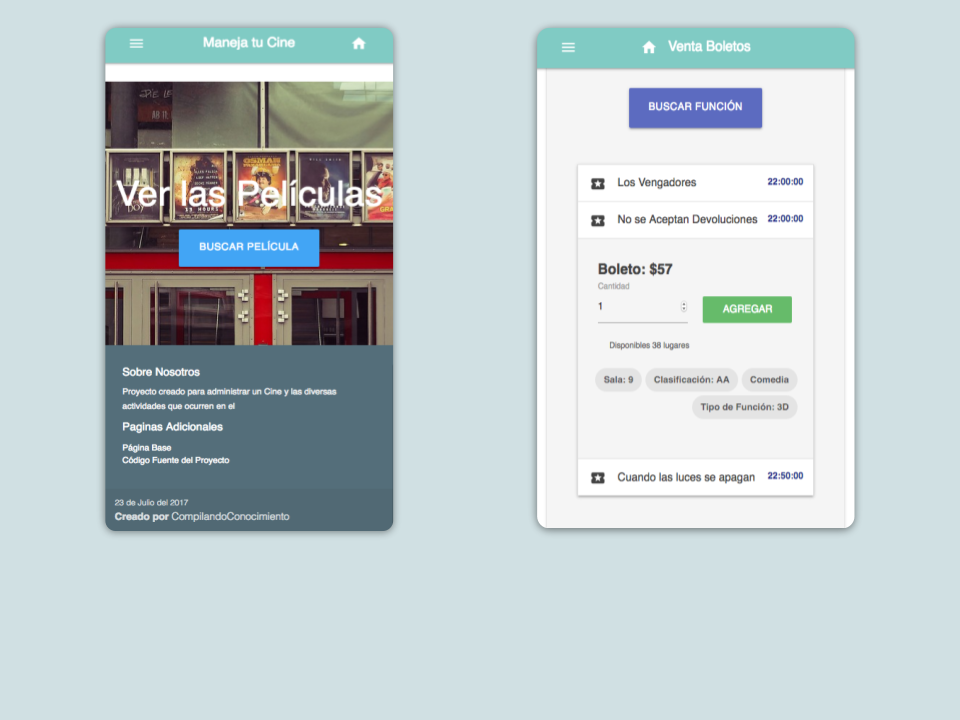 Maneja tu Cine
Ver las Películas
BUSCAR PELÍCULA
Sobre Nosotros
Proyecto creado para administrar un Cine y las diversas
actividades que ocurren en el
Paginas Adicionales
Página Base
Código Fuente del Proyecto
23 de Julio del 2017
Creado por CompilandoConocimiento
Venta Boletos
BUSCAR FUNCIÓN
Los Vengadores 22:00:00
No se Aceptan Devoluciones 22:00:00
Boleto: $57
Cantidad
1
AGREGAR
Disponibles 38 lugares
Sala: 9 Clasificación: AA Comedia
Tipo de Función: 3D
Cuando las luces se apagan 22:50:00